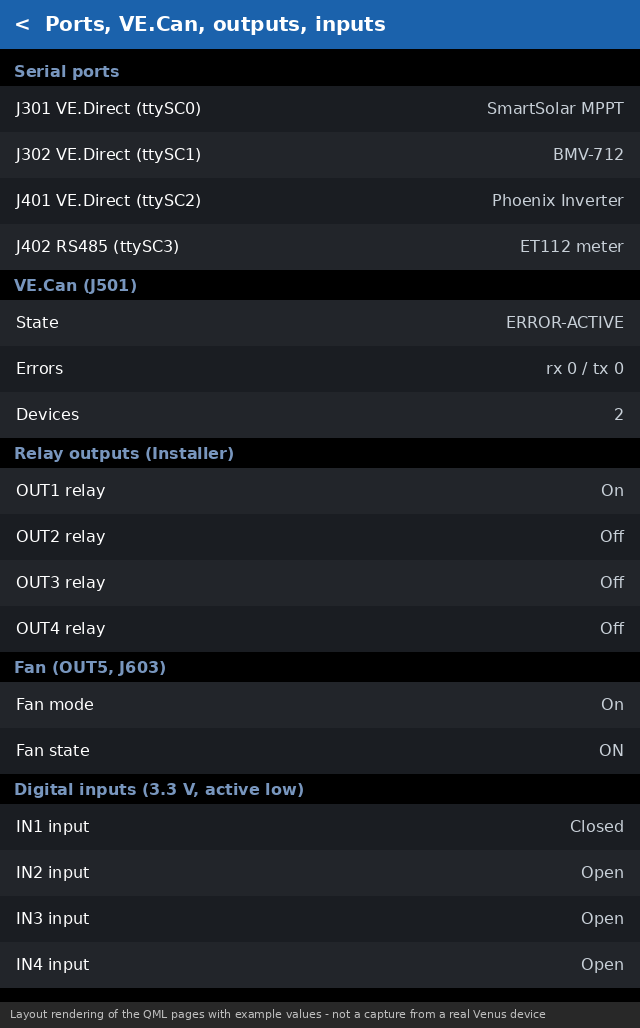 < Ports, VE.Can, outputs, inputs
Serial ports
J301 VE.Direct (ttySC0) SmartSolar MPPT
J302 VE.Direct (ttySC1) BMV-712
J401 VE.Direct (ttySC2) Phoenix Inverter
J402 RS485 (ttySC3) ET112 meter
VE.Can (J501)
State ERROR-ACTIVE
Errors rx 0 / tx 0
Devices 2
Relay outputs (Installer)
OUT1 relay On
OUT2 relay Off
OUT3 relay Off
OUT4 relay Off
Fan (OUT5, J603)
Fan mode On
Fan state ON
Digital inputs (3.3 V, active low)
IN1 input Closed
IN2 input Open
IN3 input Open
IN4 input Open
Layout rendering of the QML pages with example values - not a capture from a real Venus device